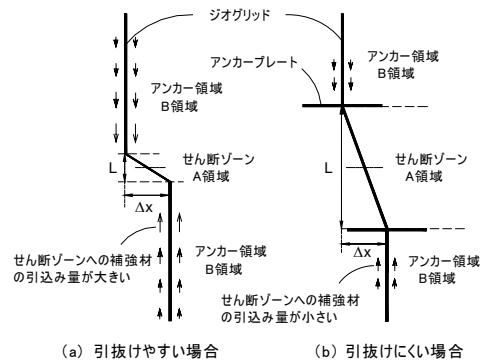 ジオグリッド
アンカープレート
アンカー領域
B領域
アンカー領域
B領域
せん断ゾーン
A領域
L
Δx
せん断ゾーン
A領域
L
Δx
アンカー領域
B領域
せん断ゾーンへの補強材
の引込み量が大きい
アンカー領域
B領域
せん断ゾーンへの補強材
の引込み量が小さい
(a) 引抜けやすい場合
(b) 引抜けにくい場合